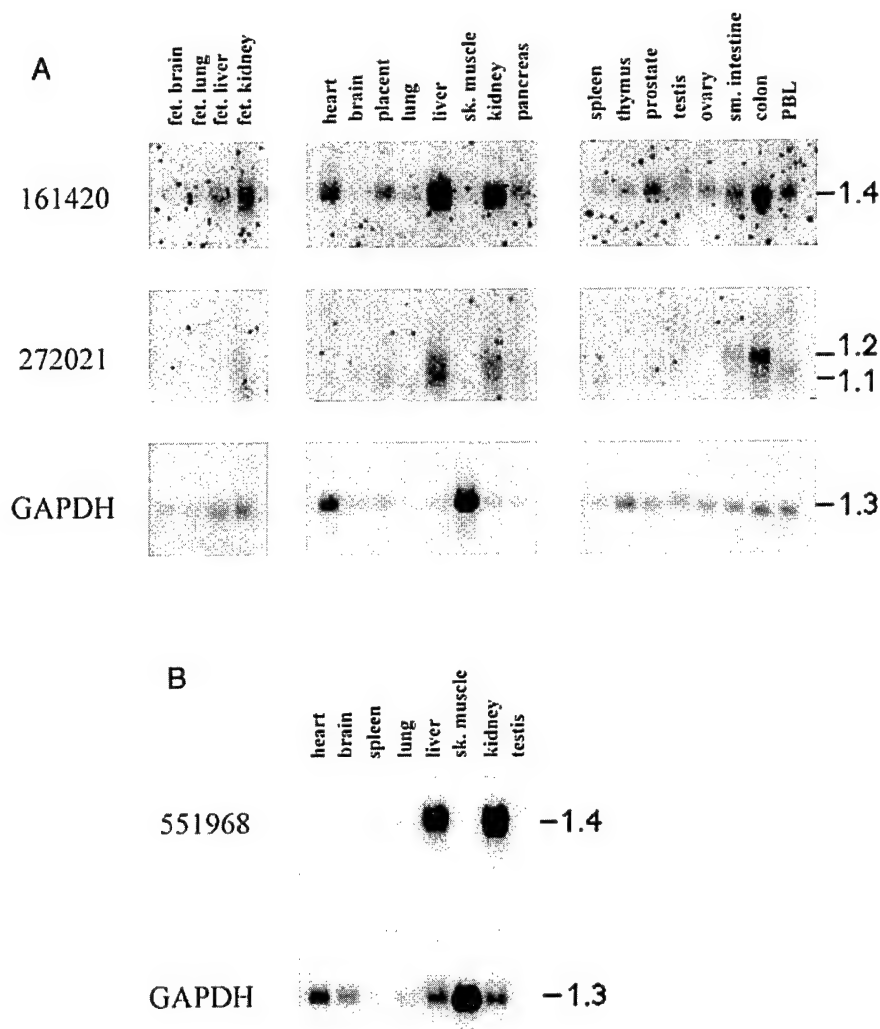 A
fet. brain
fet. lung
fet. liver
fet. kidney
heart
brain
placent
lung
liver
sk. muscle
kidney
pancreas
spleen
thymus
prostate
testis
ovary
sm. intestine
colon
PBL
161420
–1.4
272021
–1.2
–1.1
GAPDH
–1.3
B
heart
brain
spleen
lung
liver
sk. muscle
kidney
testis
551968
–1.4
GAPDH
–1.3